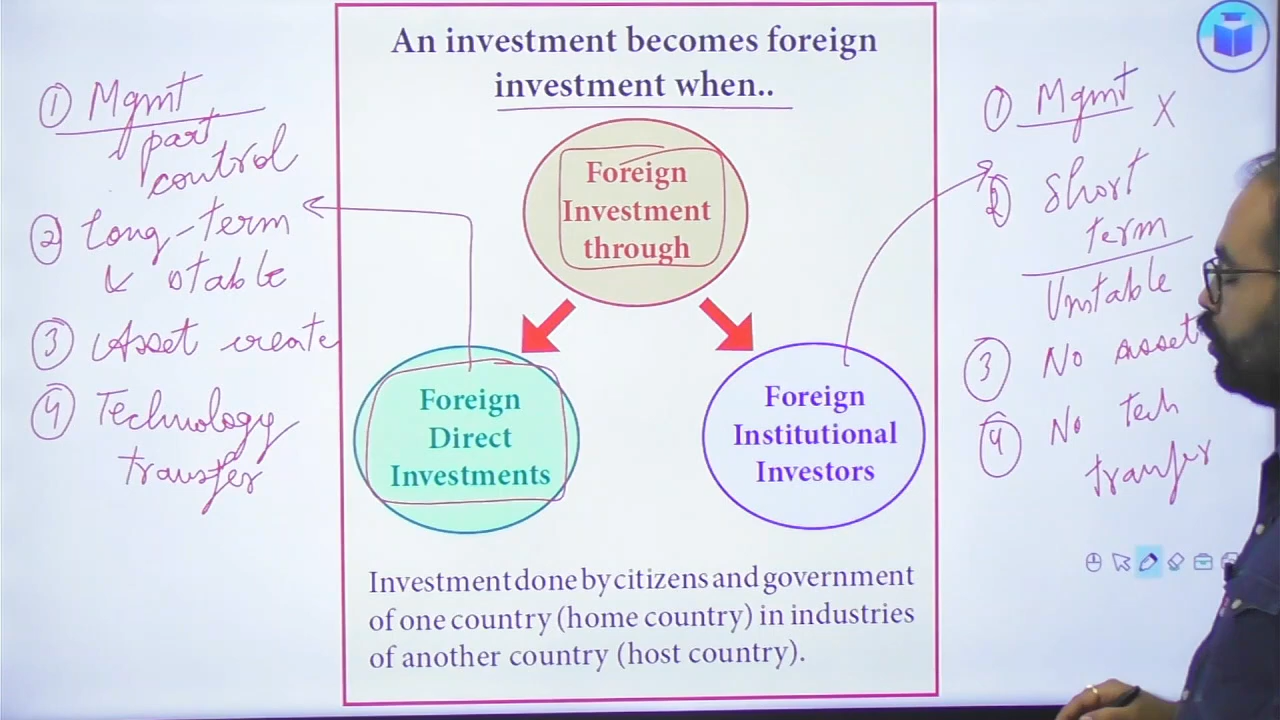 An investment becomes foreign
investment when..
Foreign
Investment
through
Foreign
Direct
Investments
Foreign
Institutional
Investors
Investment done by citizens and government
of one country (home country) in industries
of another country (host country).
① Mgmt
part
control
② Long-term
& stable
③ Asset create
④ Technology
transfer
① Mgmt X
② Short
term
Unstable
③ No Asset
④ No Tech
tranfer